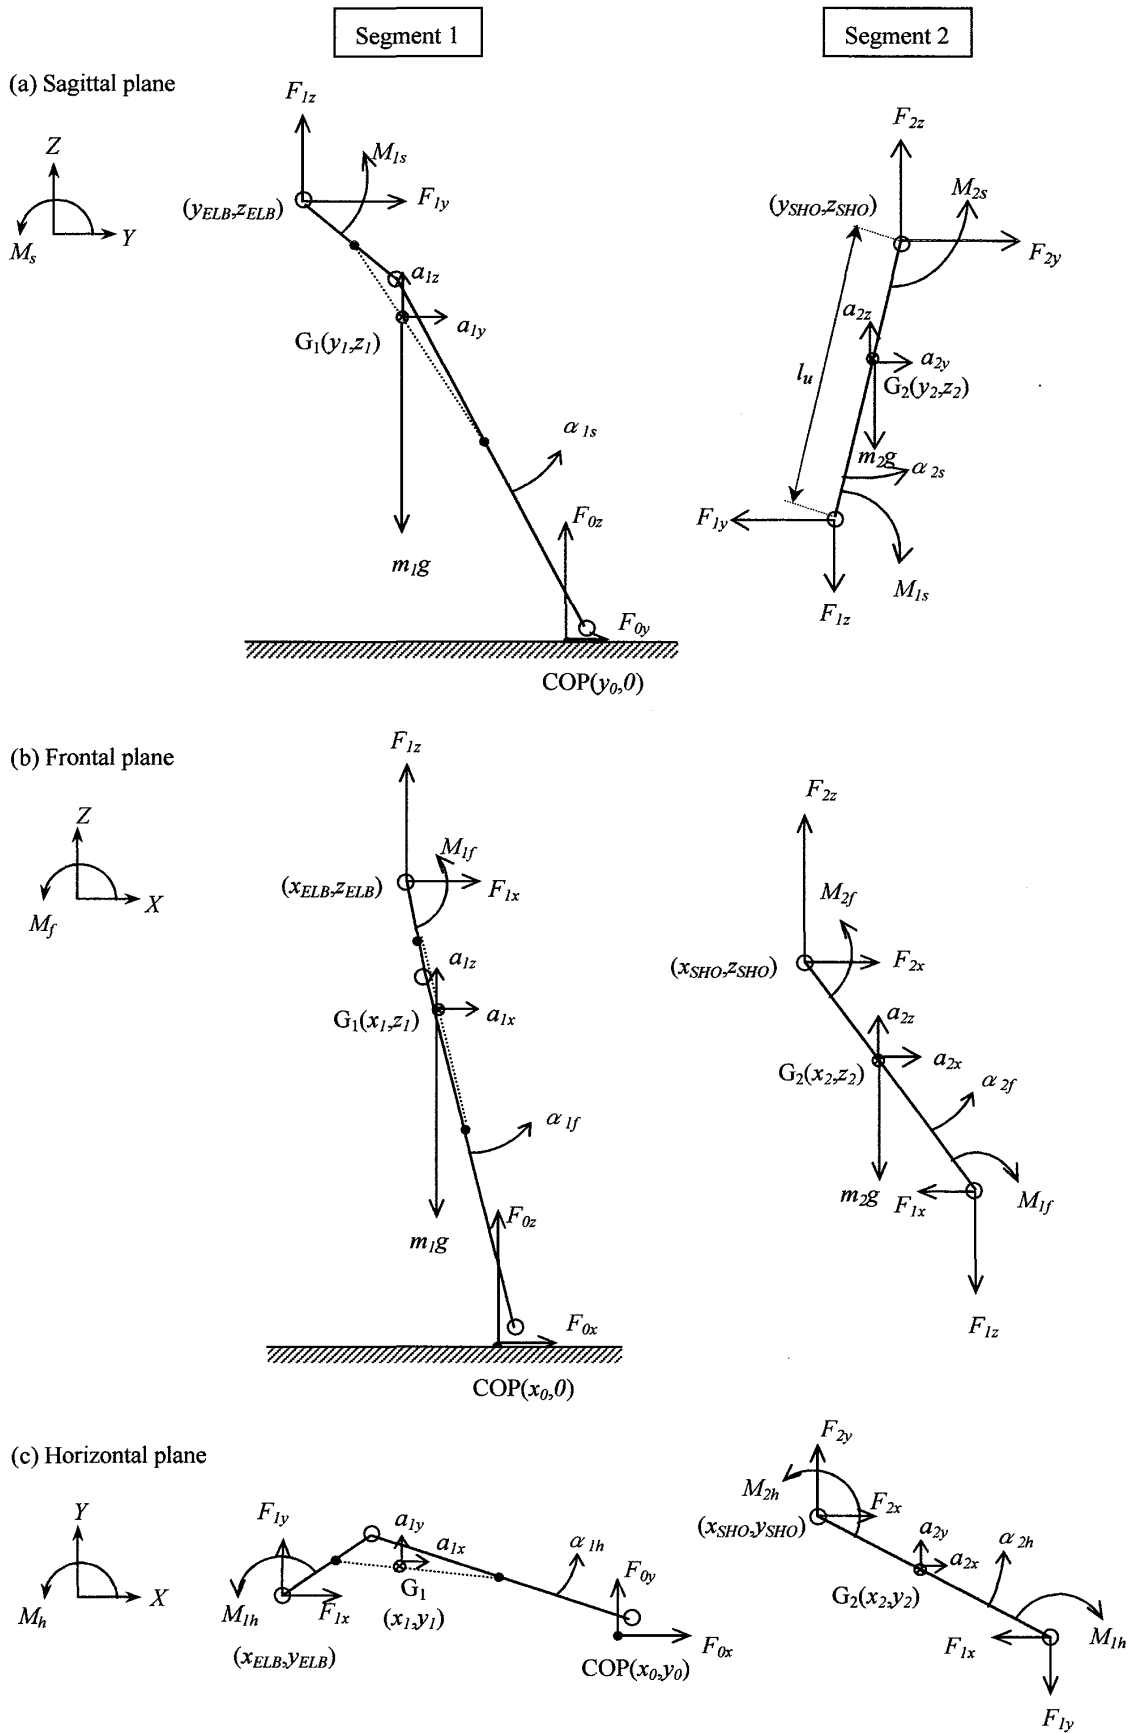 Segment 1
Segment 2
(a) Sagittal plane
F1z
M1s
(yELB,zELB)
F1y
Z
Y
Ms
a1z
a1y
G1(y1,z1)
α1s
F0z
m1g
F0y
COP(y0,0)
F2z
M2s
(ySHO,zSHO)
F2y
a2z
a2y
lu
G2(y2,z2)
m2g
α2s
F1y
M1s
F1z
(b) Frontal plane
F1z
Z
X
Mf
M1f
(xELB,zELB)
F1x
a1z
G1(x1,z1)
a1x
α1f
m1g
F0z
F0x
COP(x0,0)
F2z
M2f
(xSHO,zSHO)
F2x
a2z
a2x
G2(x2,z2)
α2f
m2g
F1x
M1f
F1z
(c) Horizontal plane
Y
X
Mh
F1y
a1y
a1x
α1h
G1
(x1,y1)
M1h
F1x
(xELB,yELB)
F0y
F0x
COP(x0,y0)
F2y
M2h
F2x
(xSHO,ySHO)
a2y
a2x
α2h
G2(x2,y2)
F1x
M1h
F1y